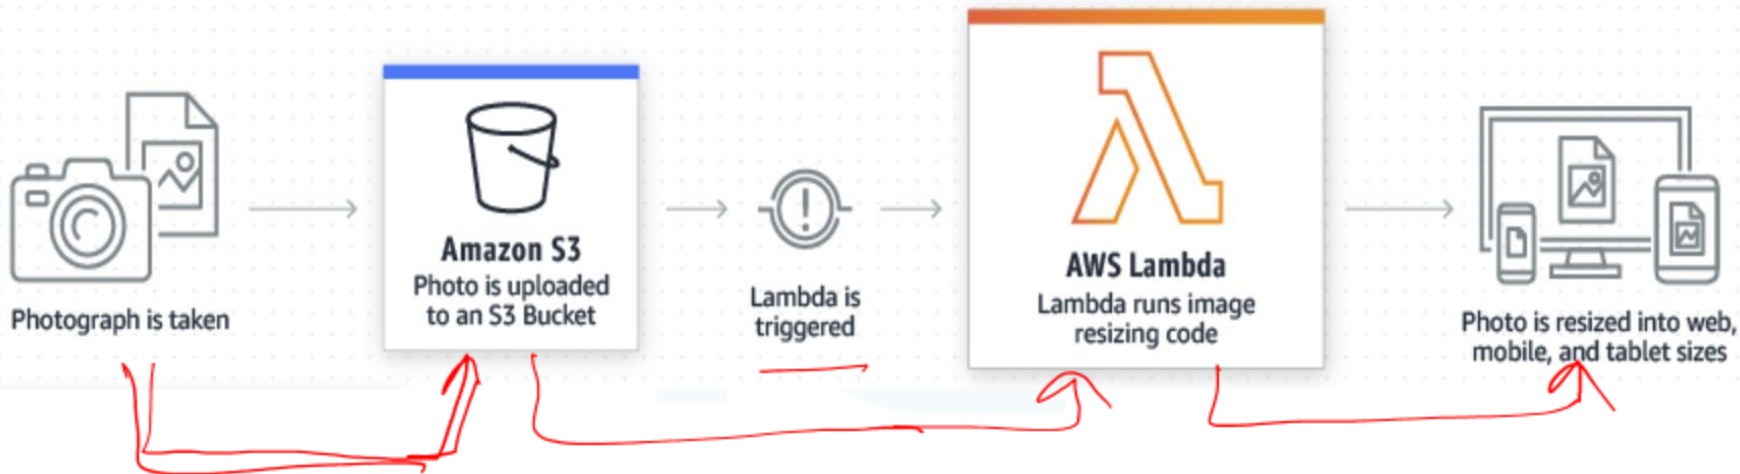 Photograph is taken
Amazon S3
Photo is uploaded
to an S3 Bucket
Lambda is
triggered
AWS Lambda
Lambda runs image
resizing code
Photo is resized into web,
mobile, and tablet sizes